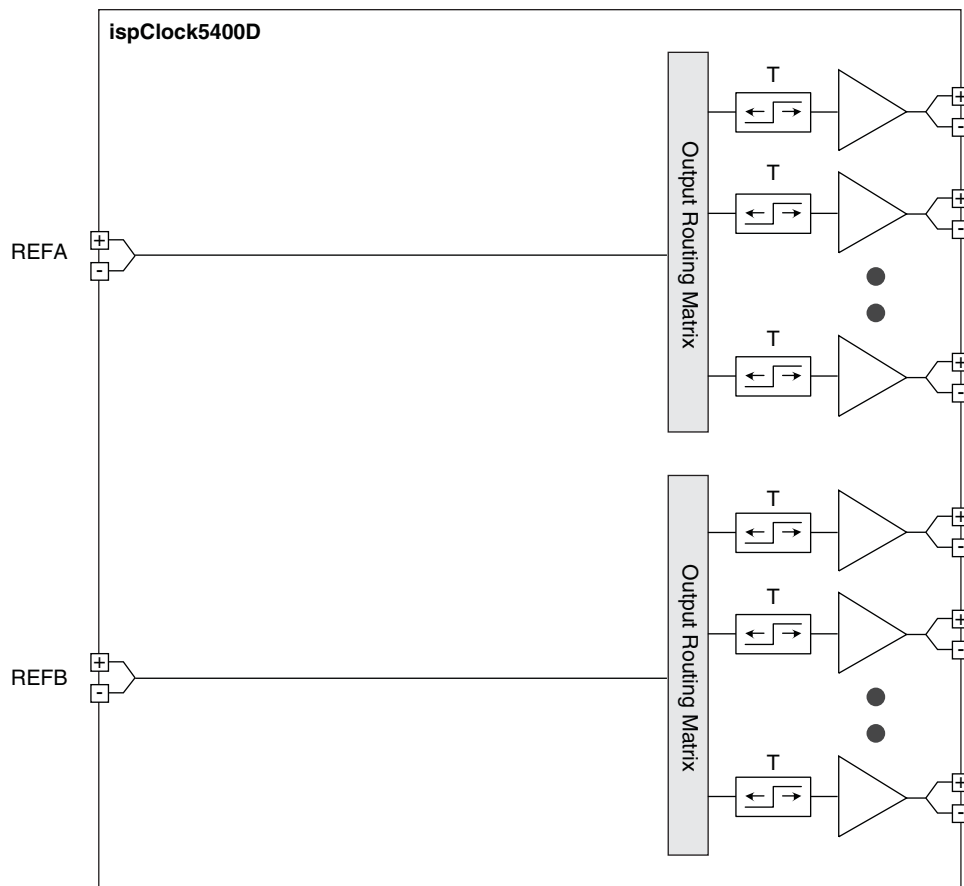 ispClock5400D
T
+
-
T
+
-
REFA
+
-
Output Routing Matrix
T
+
-
T
+
-
T
+
-
REFB
+
-
Output Routing Matrix
T
+
-